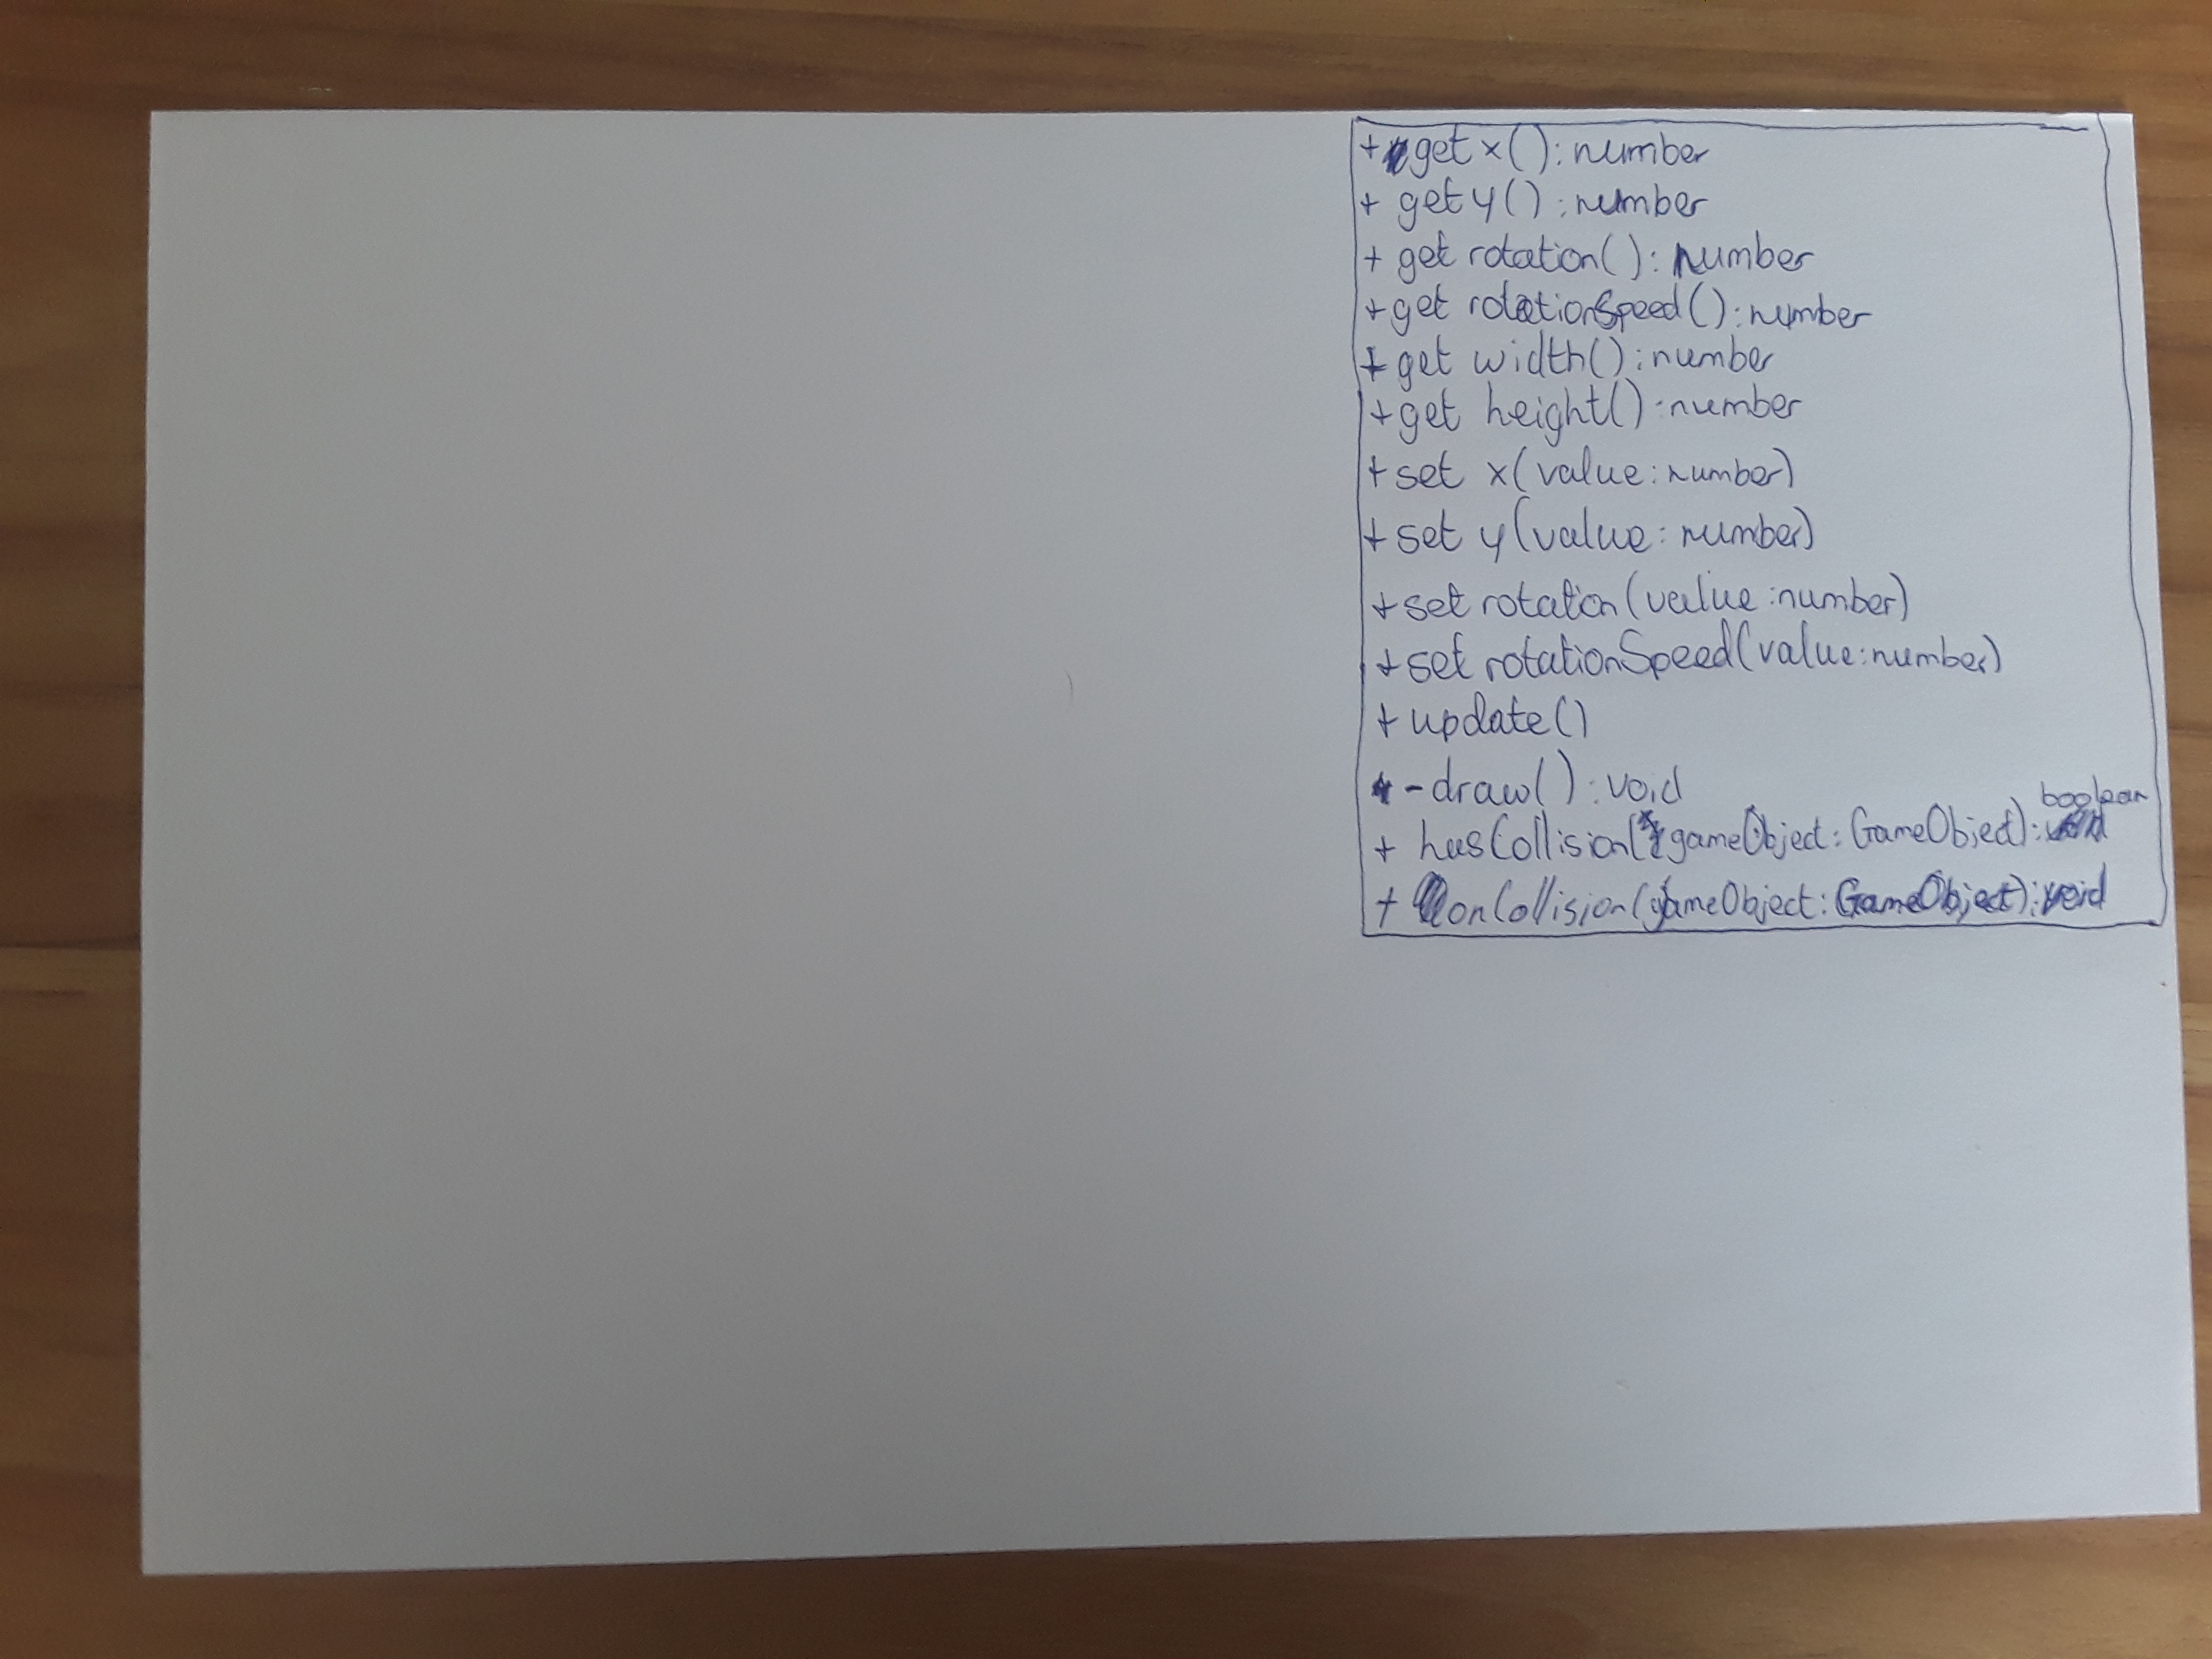 + get x() : number
+ get y() : number
+ get rotation() : number
+ get rotationSpeed() : number
+ get width() : number
+ get height() : number
+ set x(value : number)
+ set y(value : number)
+ set rotation(value : number)
+ set rotationSpeed(value : number)
+ update()
- draw() : void
boolean
+ hasCollision(gameObject : GameObject) :
+ onCollision(gameObject : GameObject) : void